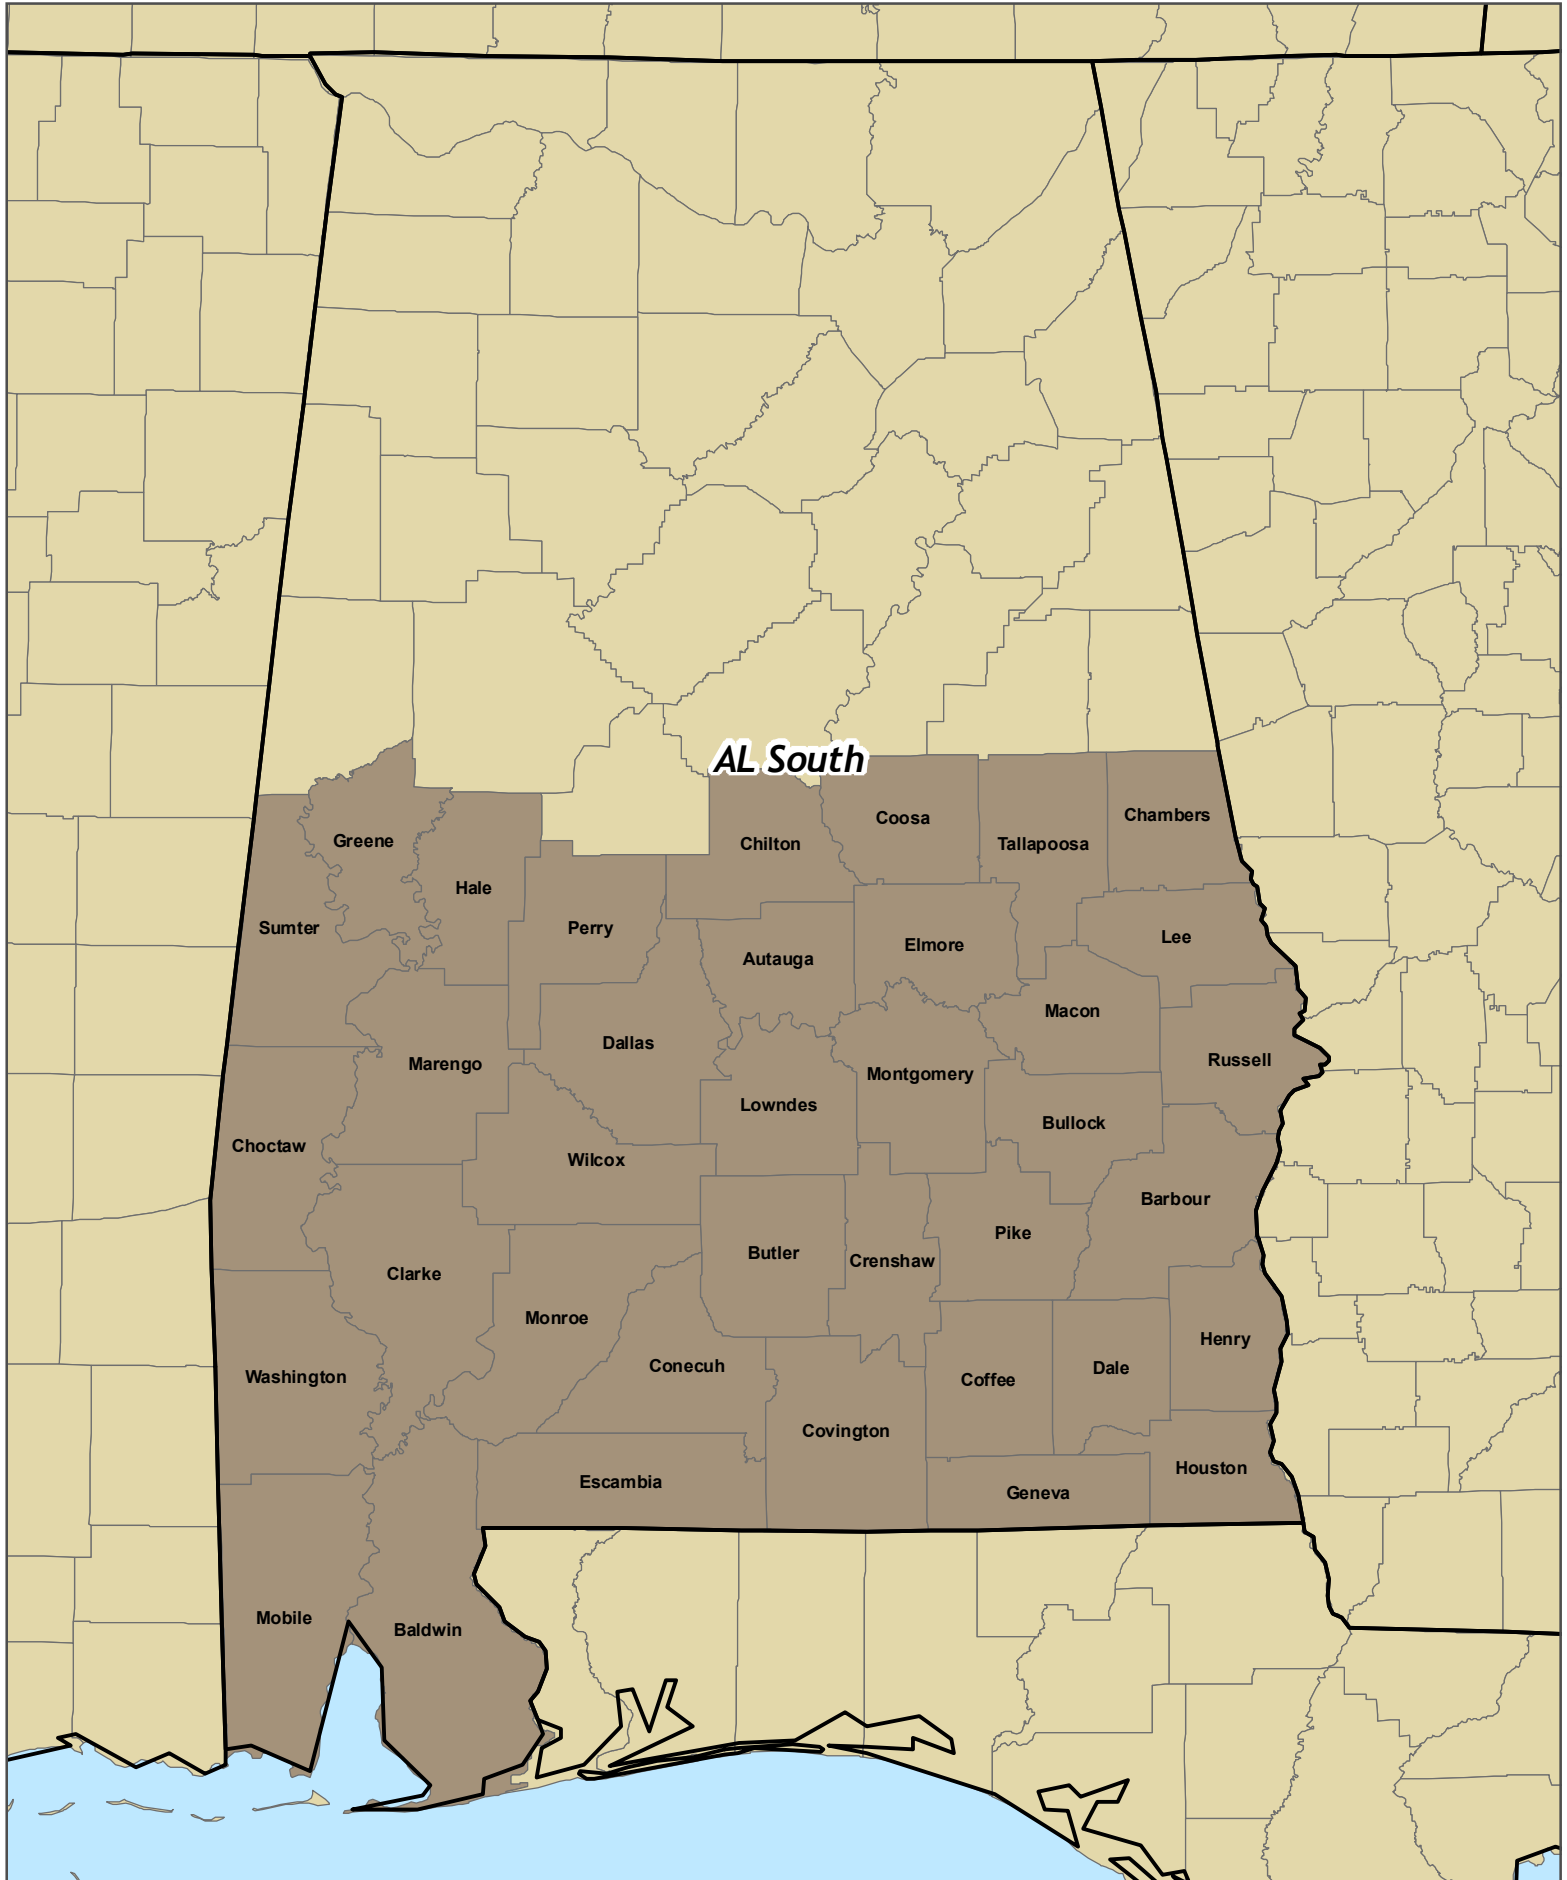 AL South
Coosa
Chambers
Greene
Chilton
Tallapoosa
Hale
Sumter
Perry
Lee
Elmore
Autauga
Macon
Dallas
Russell
Marengo
Montgomery
Lowndes
Bullock
Choctaw
Wilcox
Barbour
Pike
Butler
Crenshaw
Clarke
Monroe
Henry
Conecuh
Dale
Washington
Coffee
Covington
Houston
Escambia
Geneva
Mobile
Baldwin